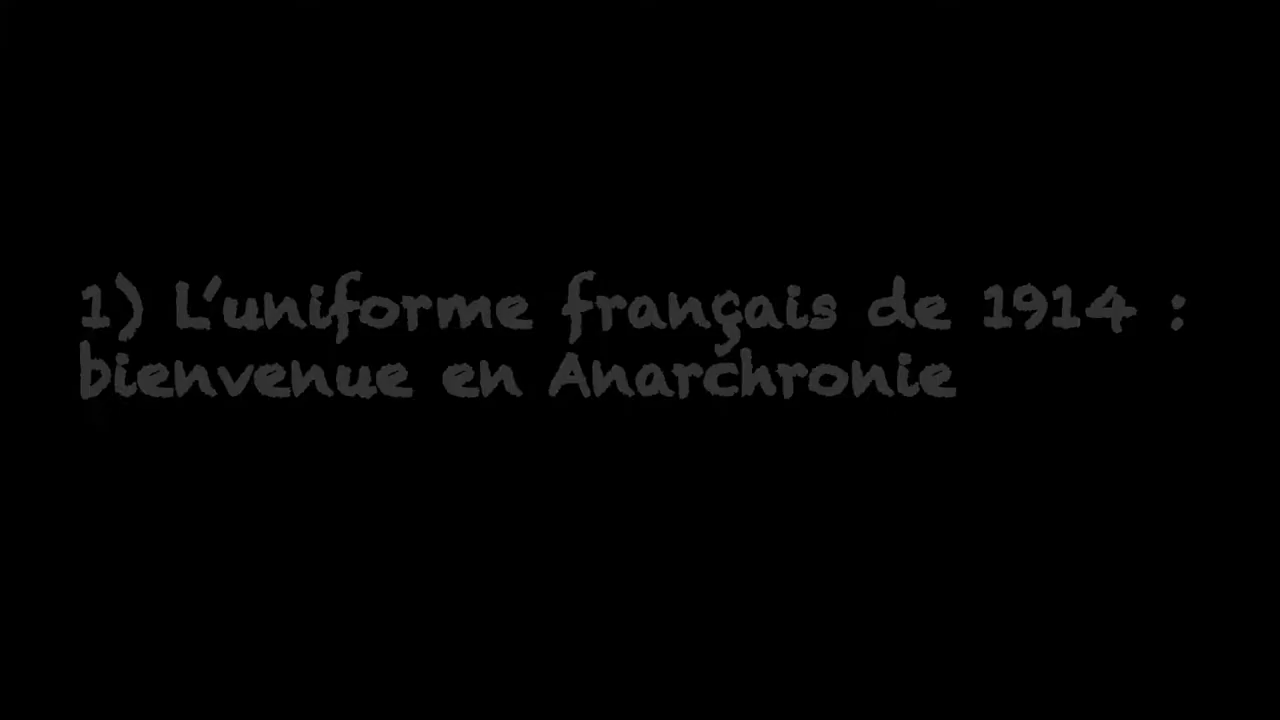 1) L'uniforme français de 1914 :
bienvenue en Anarchronie